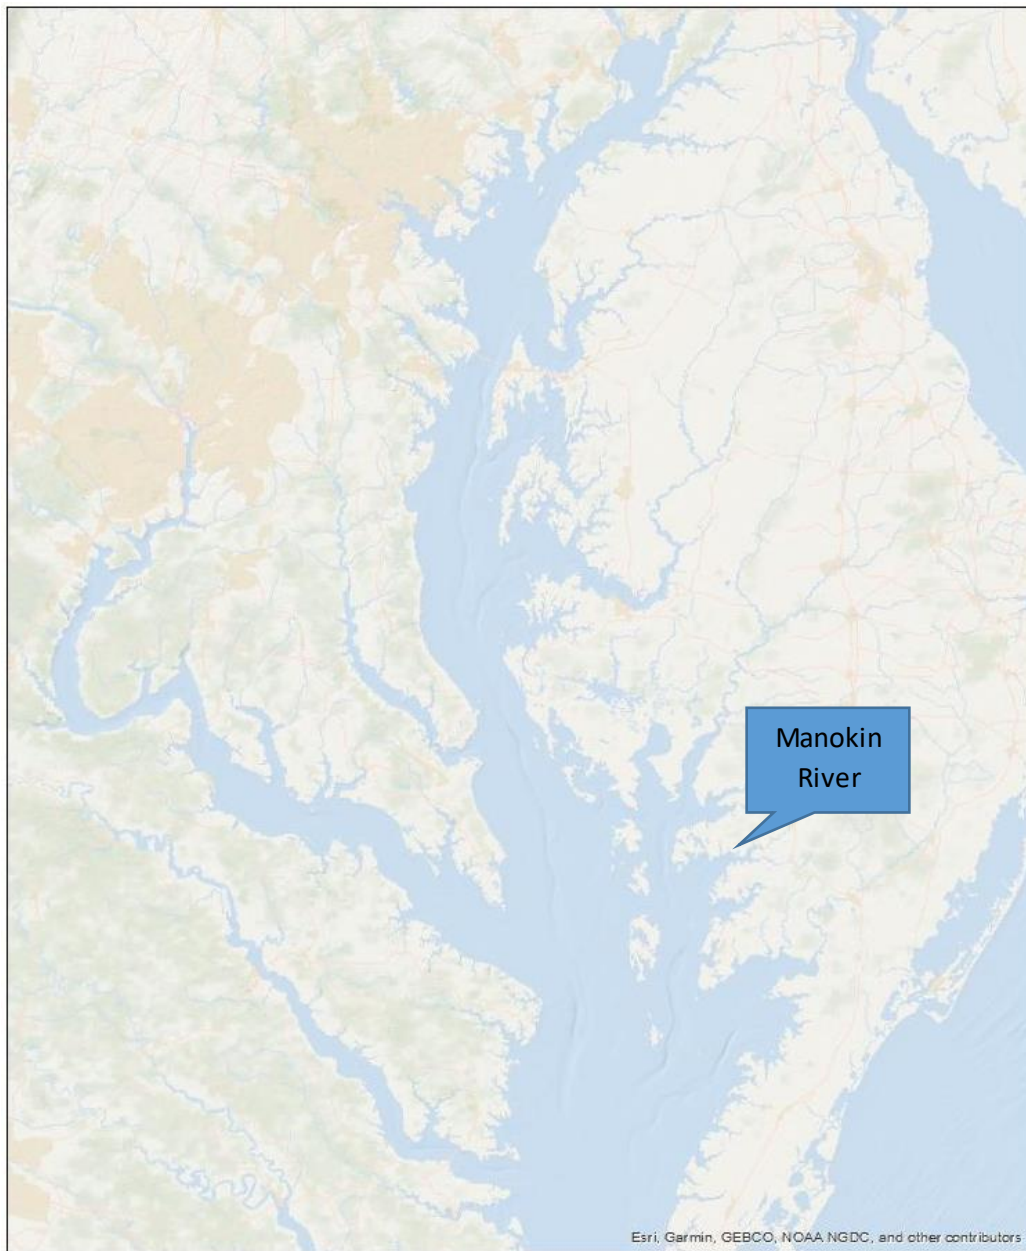 Manokin
River
Esri, Garmin, GEBCO, NOAA NGDC, and other contributors